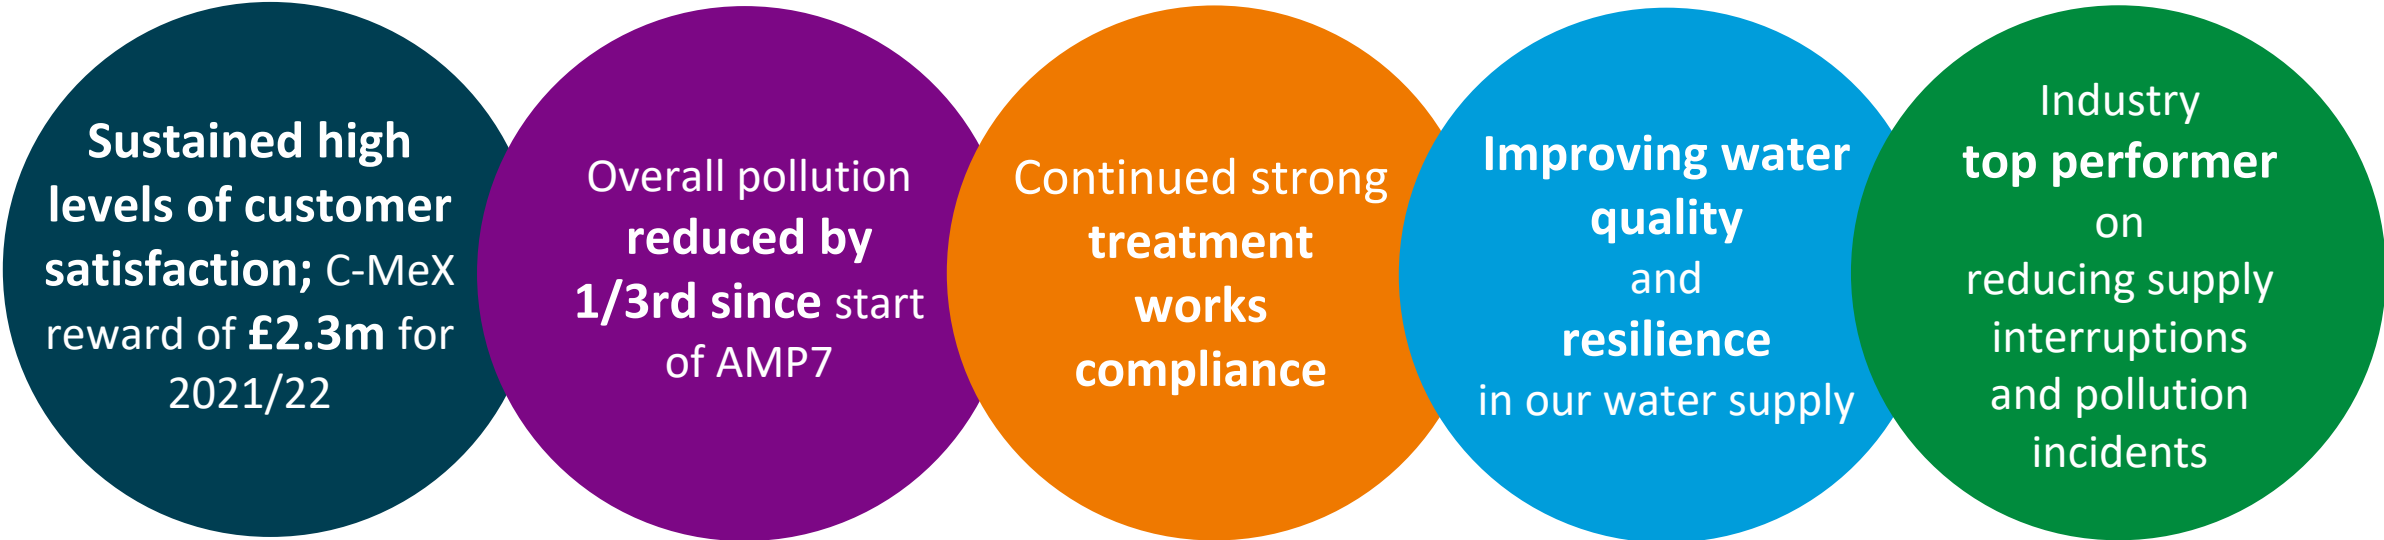 Sustained high
levels of customer
satisfaction; C-MeX
reward of £2.3m for
2021/22
Overall pollution
reduced by
1/3rd since start
of AMP7
Continued strong
treatment
works
compliance
Improving water
quality
and
resilience
in our water supply
Industry
top performer
on
reducing supply
interruptions
and pollution
incidents